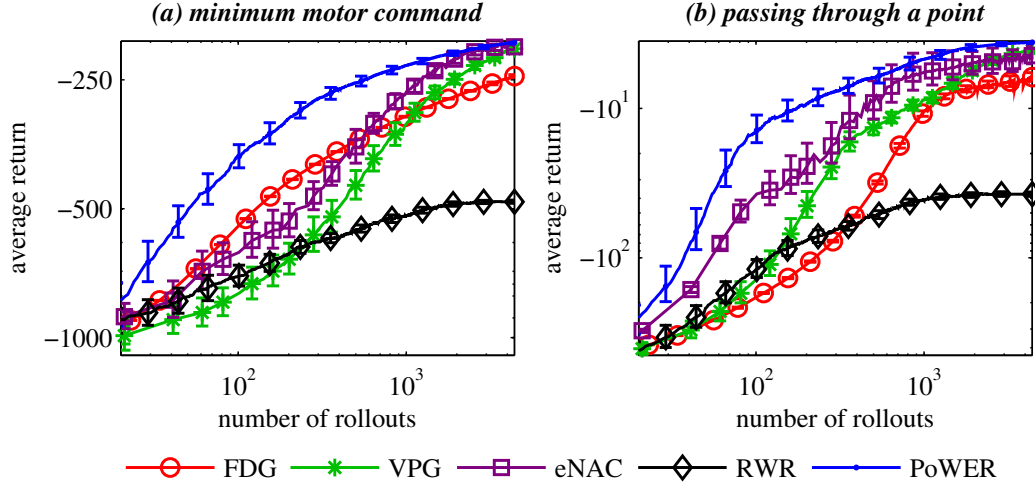 (a) minimum motor command
(b) passing through a point
−250
−500
−1000
average return
10²
10³
number of rollouts
−10¹
−10²
average return
10²
10³
number of rollouts
FDG VPG eNAC RWR PoWER